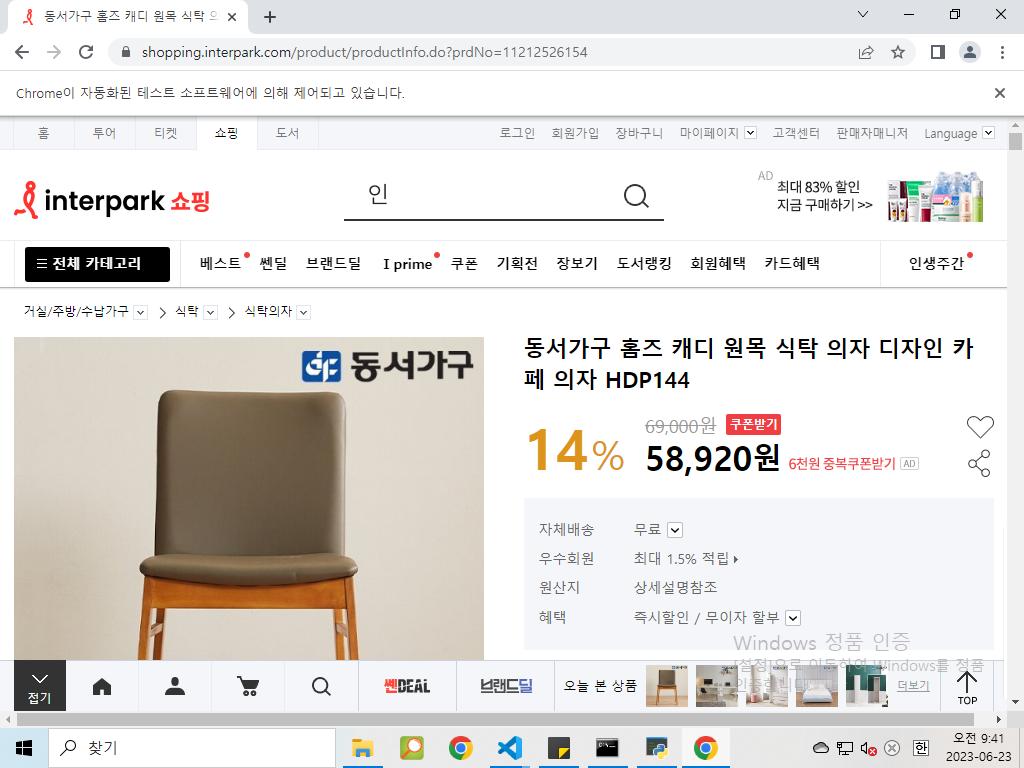 동서가구 홈즈 캐디 원목 식탁 의
shopping.interpark.com/product/productInfo.do?prdNo=11212526154
Chrome이 자동화된 테스트 소프트웨어에 의해 제어되고 있습니다.
홈 투어 티켓 쇼핑 도서 로그인 회원가입 장바구니 마이페이지 고객센터 판매자매니저 Language
interpark 쇼핑
인
AD
최대 83% 할인
지금 구매하기 >>
전체 카테고리 베스트 쎈딜 브랜드딜 I prime 쿠폰 기획전 장보기 도서랭킹 회원혜택 카드혜택 인생주간
거실/주방/수납가구 식탁 식탁의자
동서가구
동서가구 홈즈 캐디 원목 식탁 의자 디자인 카
페 의자 HDP144
14%
69,000원 쿠폰받기
58,920원 6천원 중복쿠폰받기 AD
자체배송 무료
우수회원 최대 1.5% 적립
원산지 상세설명참조
혜택 즉시할인 / 무이자 할부
Windows 정품 인증
[설정]으로 이동하여 Windows를 정품
인증합니다.
접기
쎈DEAL
브랜드딜
오늘 본 상품
더보기
TOP
찾기
한
오전 9:41
2023-06-23